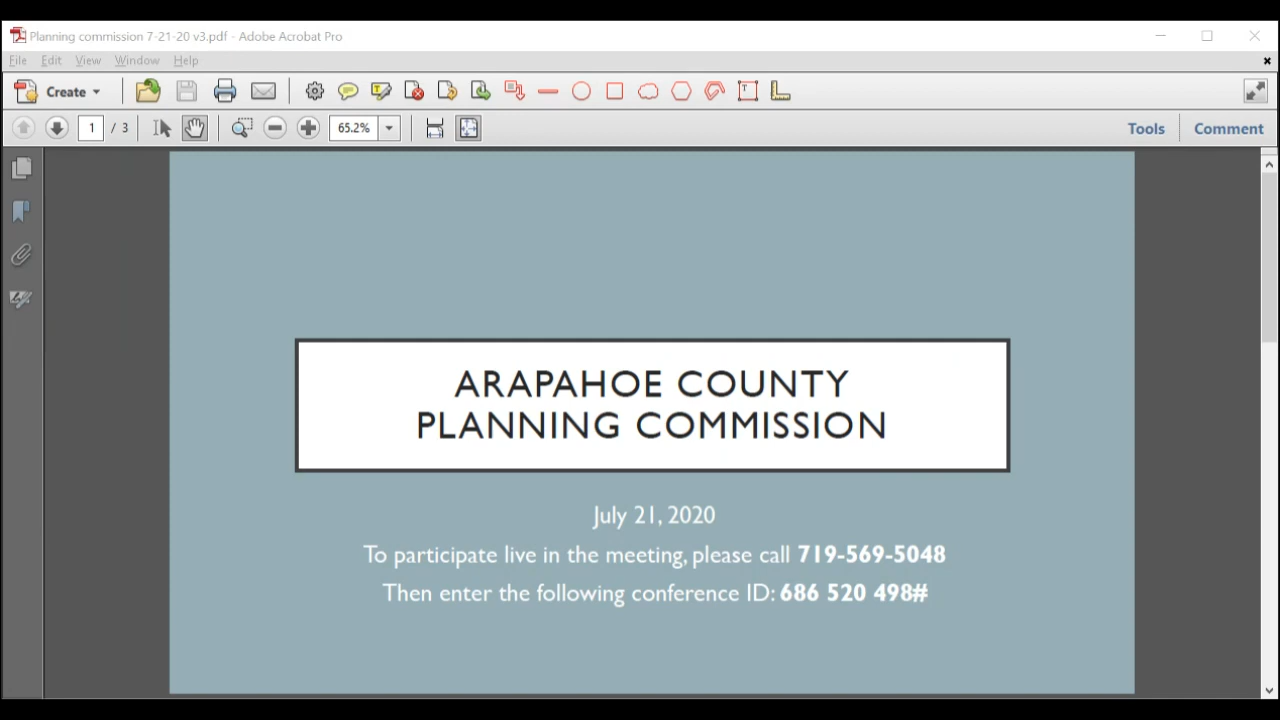 Planning commission 7-21-20 v3.pdf - Adobe Acrobat Pro
File Edit View Window Help
Create
1 / 3 65.2% Tools Comment
ARAPAHOE COUNTY
PLANNING COMMISSION
July 21, 2020
To participate live in the meeting, please call 719-569-5048
Then enter the following conference ID: 686 520 498#